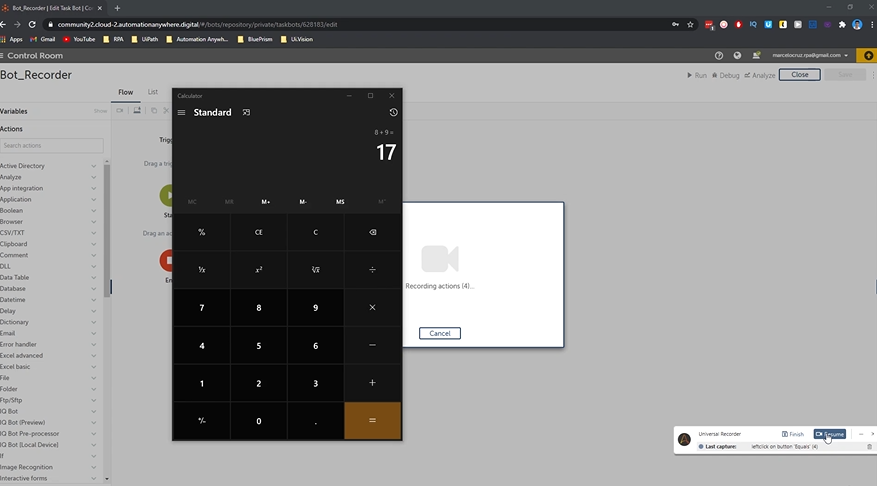 Bot_Recorder | Edit Task Bot | Co
community2.cloud-2.automationanywhere.digital/#/bots/repository/private/taskbots/628183/edit
Apps Gmail YouTube RPA UiPath Automation Anywh... BluePrism Ui.Vision
Control Room
marcelocruz.rpa@gmail.com
Bot_Recorder
Run Debug Analyze Close Save
Flow List
Variables Show
Actions
Search actions
Active Directory
Analyze
App integration
Application
Boolean
Browser
CSV/TXT
Clipboard
Comment
DLL
Data Table
Database
Datetime
Delay
Dictionary
Email
Error handler
Excel advanced
Excel basic
File
Folder
Ftp/Sftp
IQ Bot
IQ Bot (Preview)
IQ Bot Pre-processor
IQ Bot (Local Device)
If
Image Recognition
Interactive forms
Trigg
Drag a trig
Sta
Drag an ac
En
Calculator
Standard
8 + 9 =
17
MC MR M+ M- MS M˅
% CE C
⅟x x² ²√x ÷
7 8 9 ×
4 5 6 −
1 2 3 +
+/- 0 . =
Recording actions (4)...
Cancel
Universal Recorder Finish Resume
Last capture: leftclick on button 'Equals' (4)